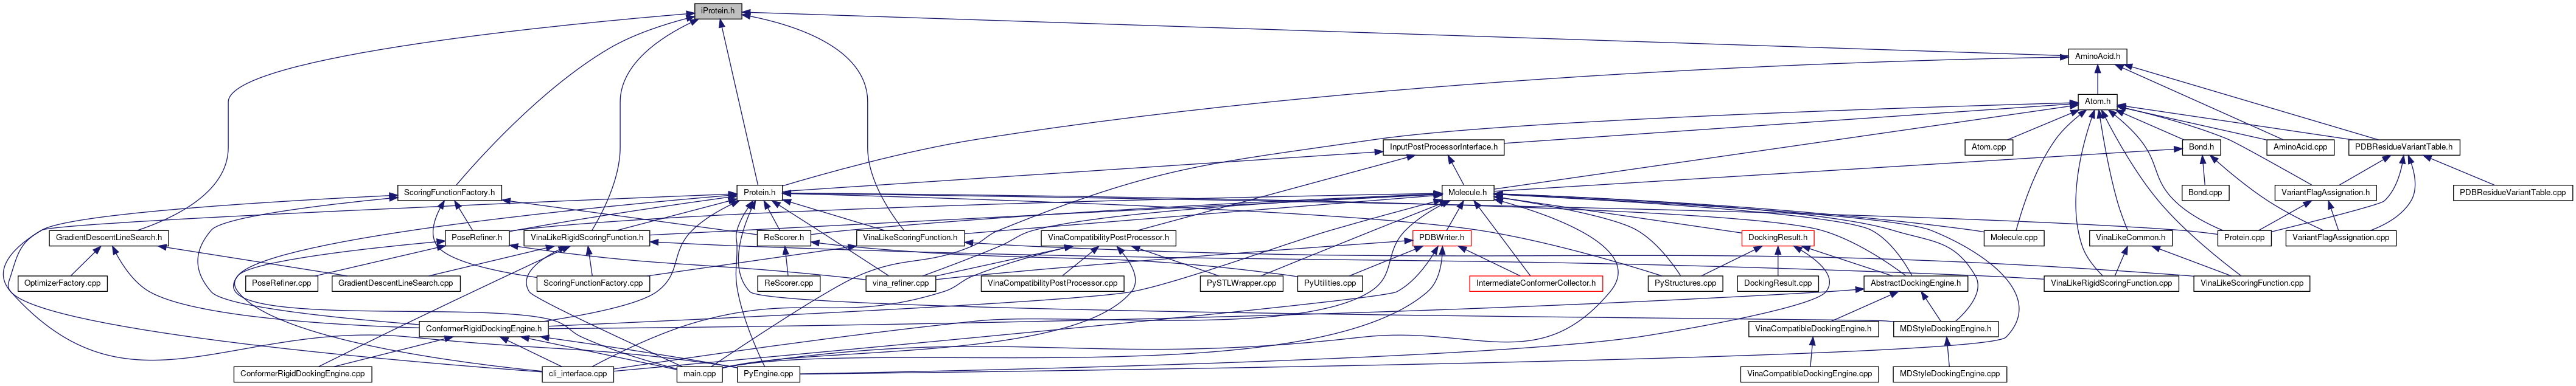 iProtein.h
AminoAcid.h
Atom.h
InputPostProcessorInterface.h
Atom.cpp
Bond.h
AminoAcid.cpp
PDBResidueVariantTable.h
ScoringFunctionFactory.h
Protein.h
Molecule.h
Bond.cpp
VariantFlagAssignation.h
PDBResidueVariantTable.cpp
GradientDescentLineSearch.h
PoseRefiner.h
VinaLikeRigidScoringFunction.h
ReScorer.h
VinaLikeScoringFunction.h
VinaCompatibilityPostProcessor.h
PDBWriter.h
DockingResult.h
Molecule.cpp
VinaLikeCommon.h
Protein.cpp
VariantFlagAssignation.cpp
OptimizerFactory.cpp
PoseRefiner.cpp
GradientDescentLineSearch.cpp
ScoringFunctionFactory.cpp
ReScorer.cpp
vina_refiner.cpp
VinaCompatibilityPostProcessor.cpp
PySTLWrapper.cpp
PyUtilities.cpp
IntermediateConformerCollector.h
PyStructures.cpp
DockingResult.cpp
AbstractDockingEngine.h
VinaLikeRigidScoringFunction.cpp
VinaLikeScoringFunction.cpp
ConformerRigidDockingEngine.h
VinaCompatibleDockingEngine.h
MDStyleDockingEngine.h
ConformerRigidDockingEngine.cpp
cli_interface.cpp
main.cpp
PyEngine.cpp
VinaCompatibleDockingEngine.cpp
MDStyleDockingEngine.cpp